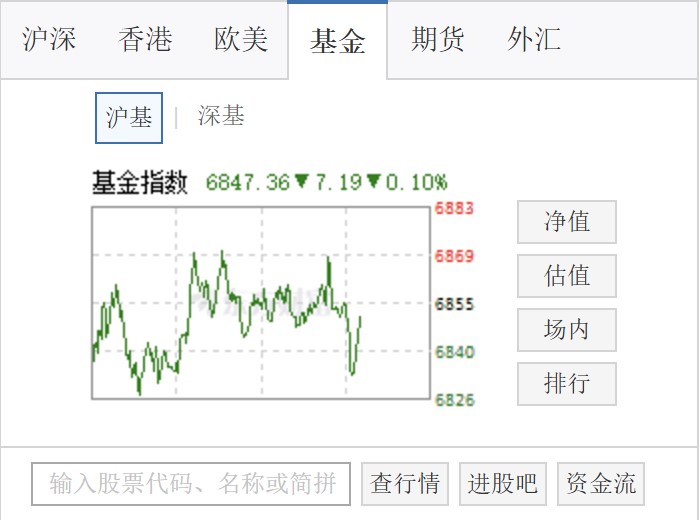 沪深 香港 欧美 基金 期货 外汇
沪基 | 深基
基金指数 6847.36▼7.19▼0.10%
6883
6869
6855
6840
6826
净值
估值
场内
排行
输入股票代码、名称或简拼 查行情 进股吧 资金流